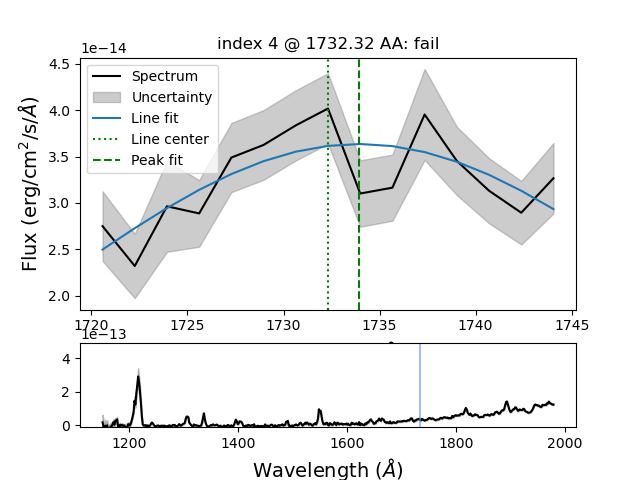 index 4 @ 1732.32 AA: fail
1e−14
4.5
4.0
3.5
3.0
2.5
2.0
Flux (erg/cm²/s/Å)
Spectrum
Uncertainty
Line fit
Line center
Peak fit
1720 1725 1730 1735 1740 1745
1e−13
4
2
0
1200 1400 1600 1800 2000
Wavelength (Å)